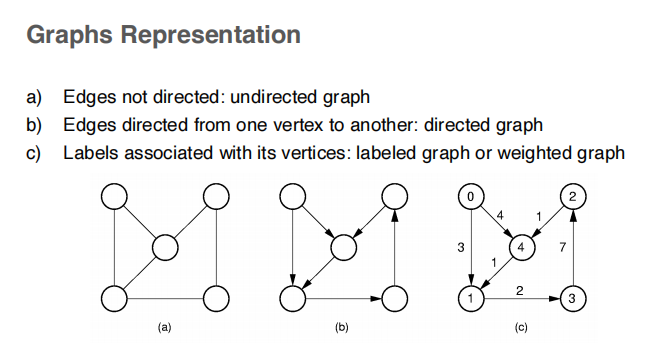 Graphs Representation
a) Edges not directed: undirected graph
b) Edges directed from one vertex to another: directed graph
c) Labels associated with its vertices: labeled graph or weighted graph
0 2
4 1
3 4 7
1
2
1 3
(a) (b) (c)